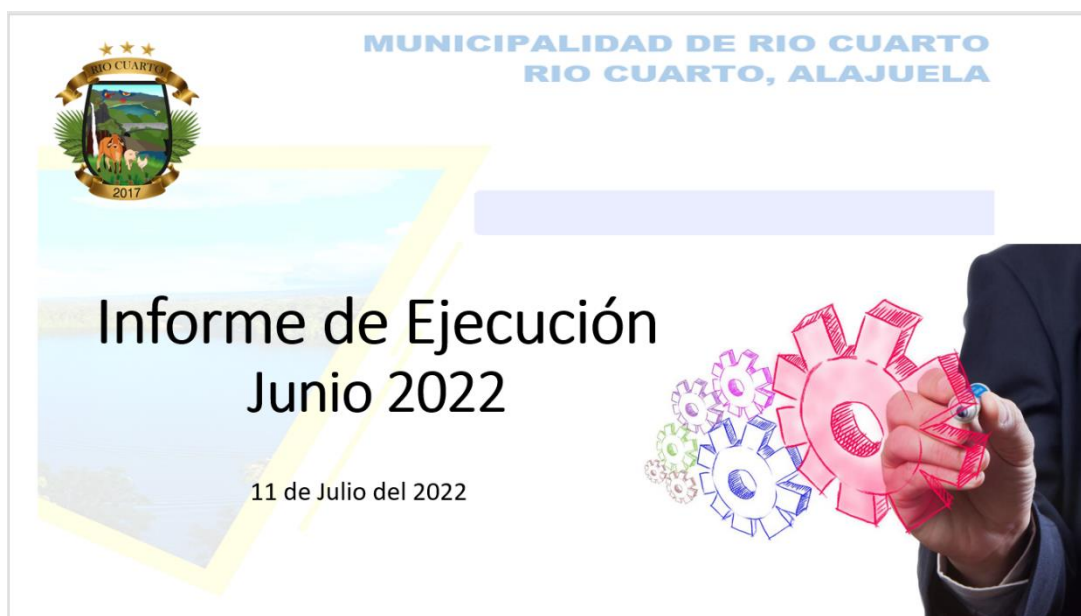 MUNICIPALIDAD DE RIO CUARTO
RIO CUARTO, ALAJUELA
RIO CUARTO
2017
Informe de Ejecución
Junio 2022
11 de Julio del 2022